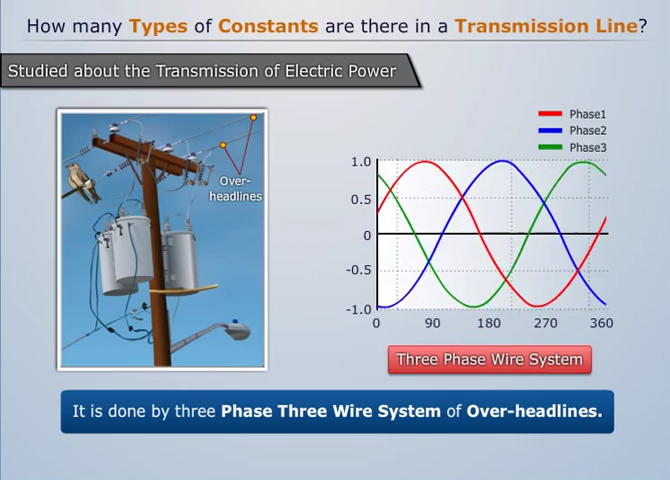 How many Types of Constants are there in a Transmission Line?
Studied about the Transmission of Electric Power
Over-
headlines
Phase1
Phase2
Phase3
1.0
0.5
0
-0.5
-1.0
0 90 180 270 360
Three Phase Wire System
It is done by three Phase Three Wire System of Over-headlines.